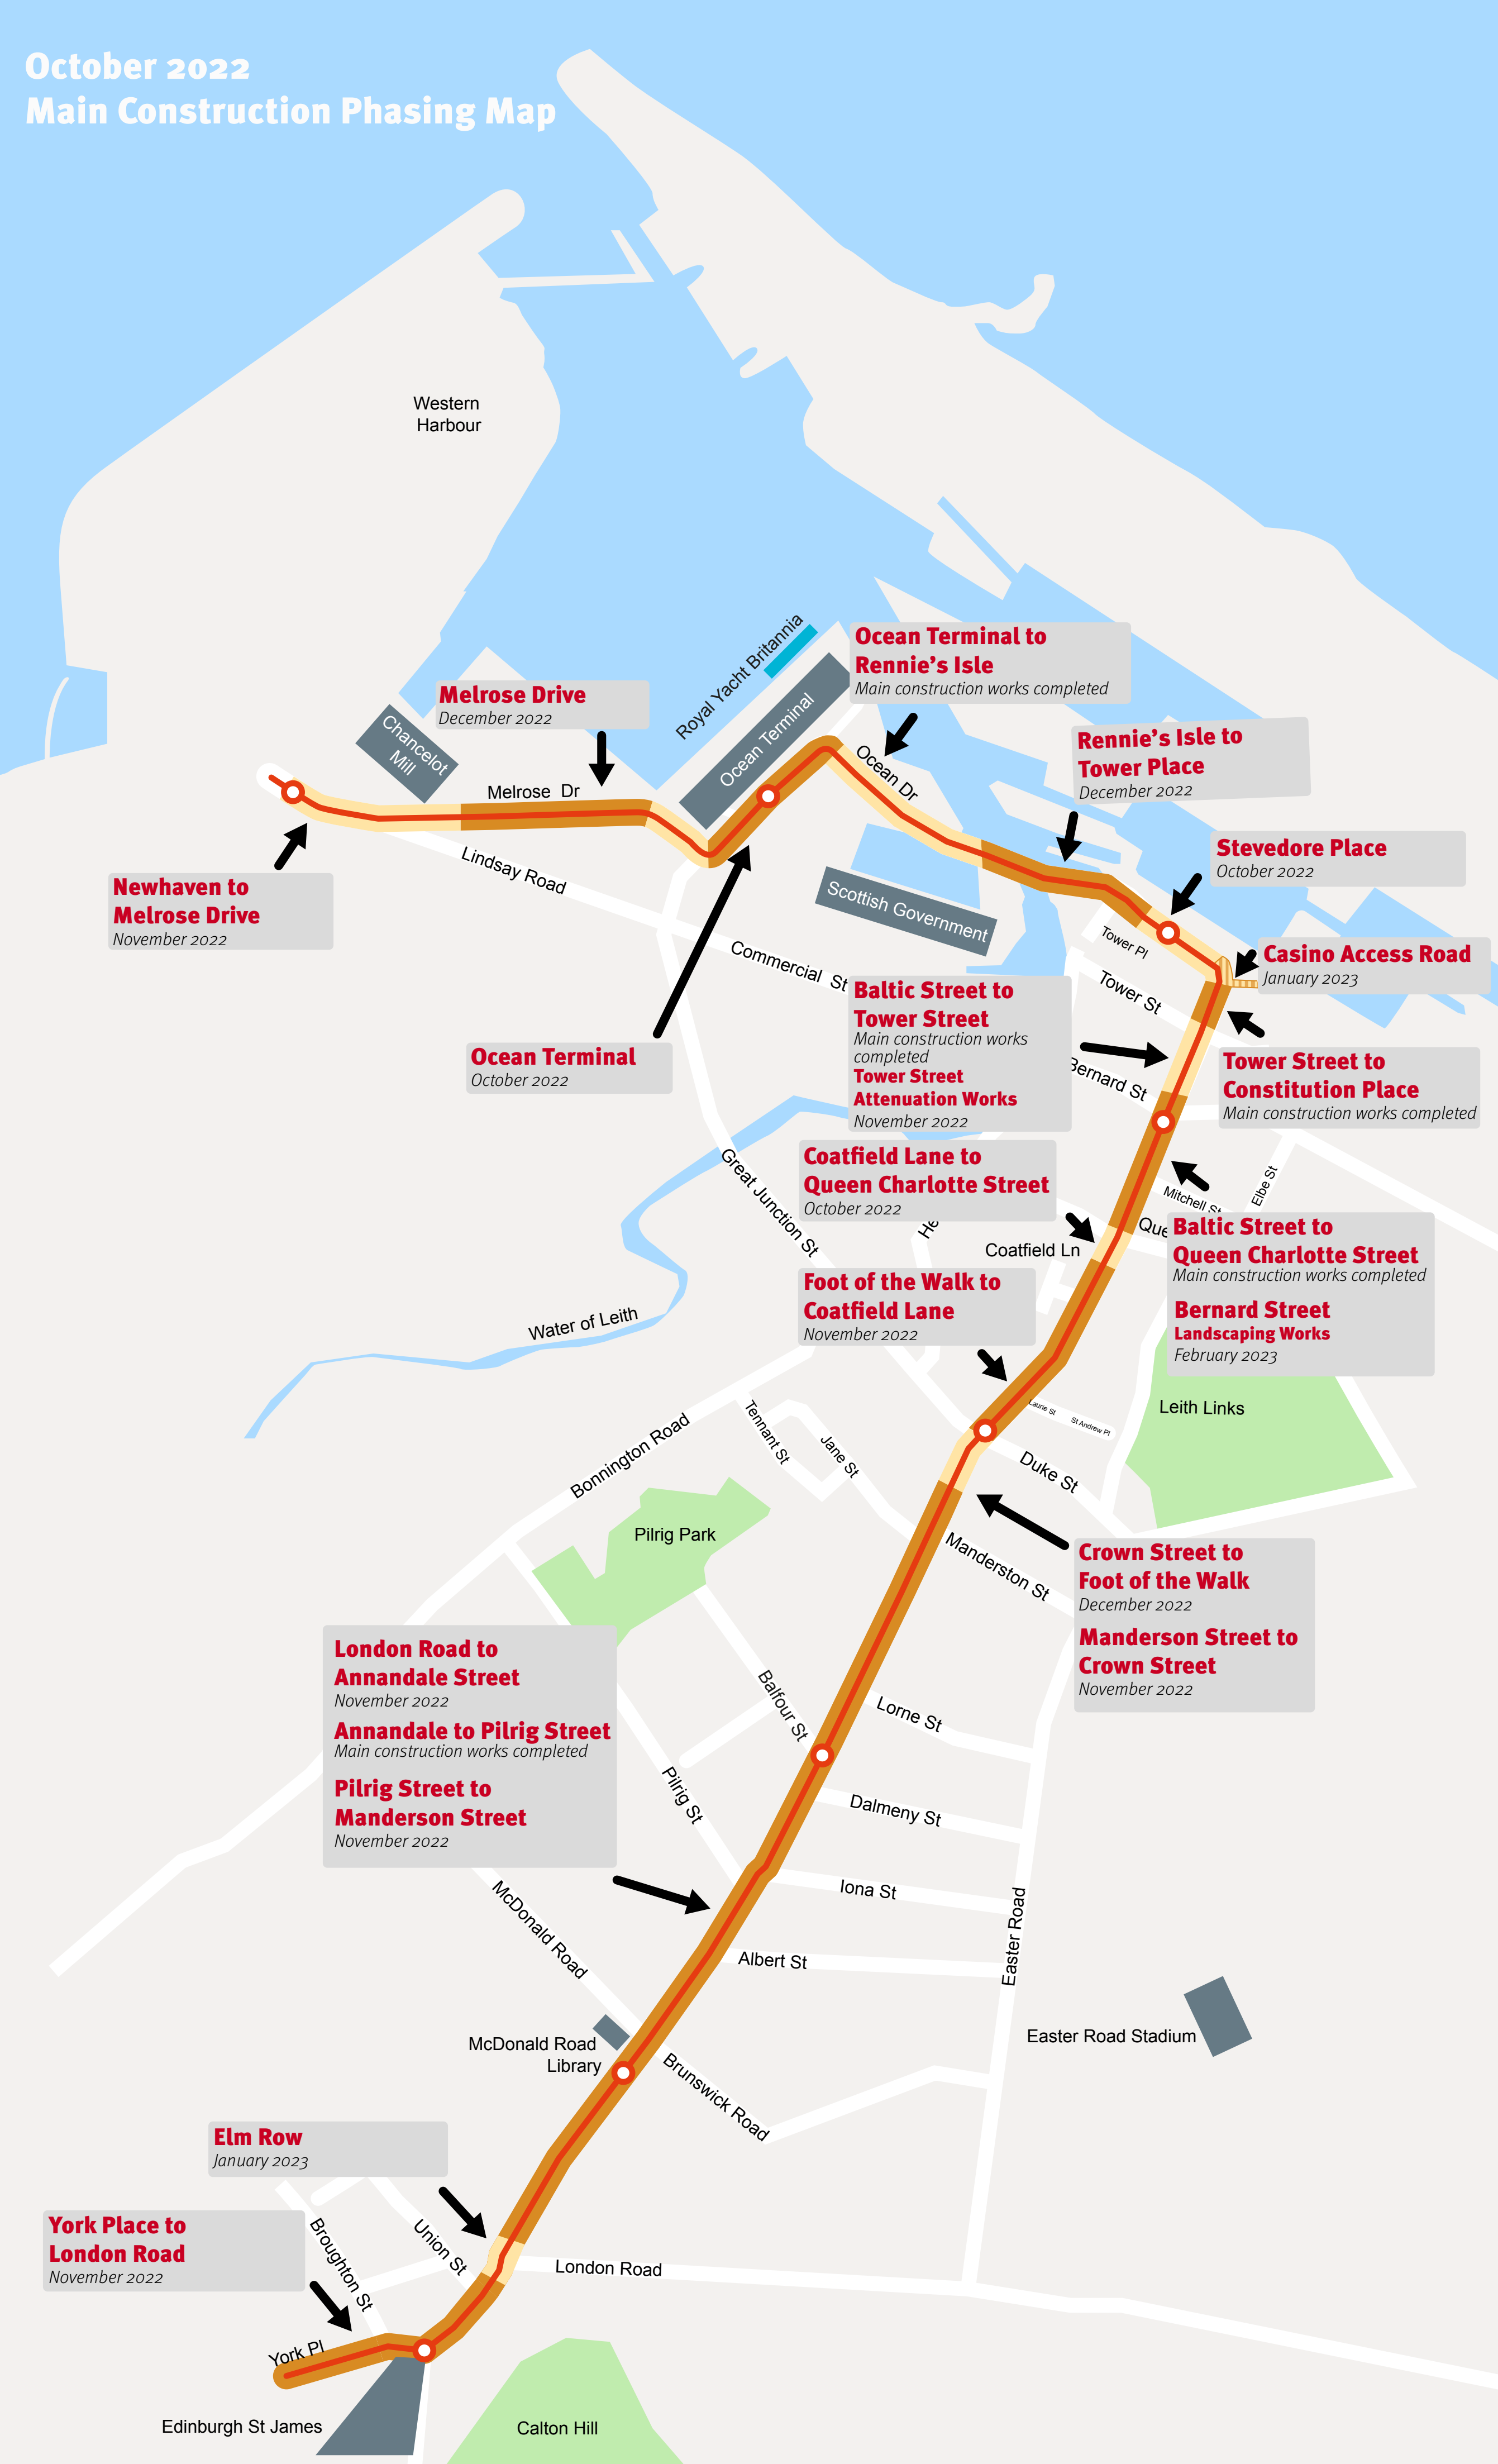 October 2022
Main Construction Phasing Map
Western
Harbour
Royal Yacht Britannia
Ocean Terminal to
Rennie's Isle
Main construction works completed
Melrose Drive
December 2022
Chancelot
Mill
Ocean Terminal
Ocean Dr
Rennie's Isle to
Tower Place
December 2022
Melrose Dr
Stevedore Place
October 2022
Lindsay Road
Newhaven to
Melrose Drive
November 2022
Scottish Government
Tower Pl
Commercial St
Casino Access Road
January 2023
Tower St
Baltic Street to
Tower Street
Main construction works
completed
Tower Street
Attenuation Works
November 2022
Ocean Terminal
October 2022
Bernard St
Tower Street to
Constitution Place
Main construction works completed
Great Junction St
Coatfield Lane to
Queen Charlotte Street
October 2022
Mitchell St
Elbe St
He
Que
Coatfield Ln
Baltic Street to
Queen Charlotte Street
Main construction works completed
Bernard Street
Landscaping Works
February 2023
Foot of the Walk to
Coatfield Lane
November 2022
Water of Leith
Laurie St
St Andrew Pl
Leith Links
Bonnington Road
Tennant St
Jane St
Duke St
Pilrig Park
Manderston St
Crown Street to
Foot of the Walk
December 2022
Manderson Street to
Crown Street
November 2022
London Road to
Annandale Street
November 2022
Annandale to Pilrig Street
Main construction works completed
Pilrig Street to
Manderson Street
November 2022
Balfour St
Lorne St
Pilrig St
Dalmeny St
Iona St
McDonald Road
Albert St
Easter Road
McDonald Road
Library
Easter Road Stadium
Brunswick Road
Elm Row
January 2023
York Place to
London Road
November 2022
Broughton St
Union St
London Road
York Pl
Edinburgh St James
Calton Hill